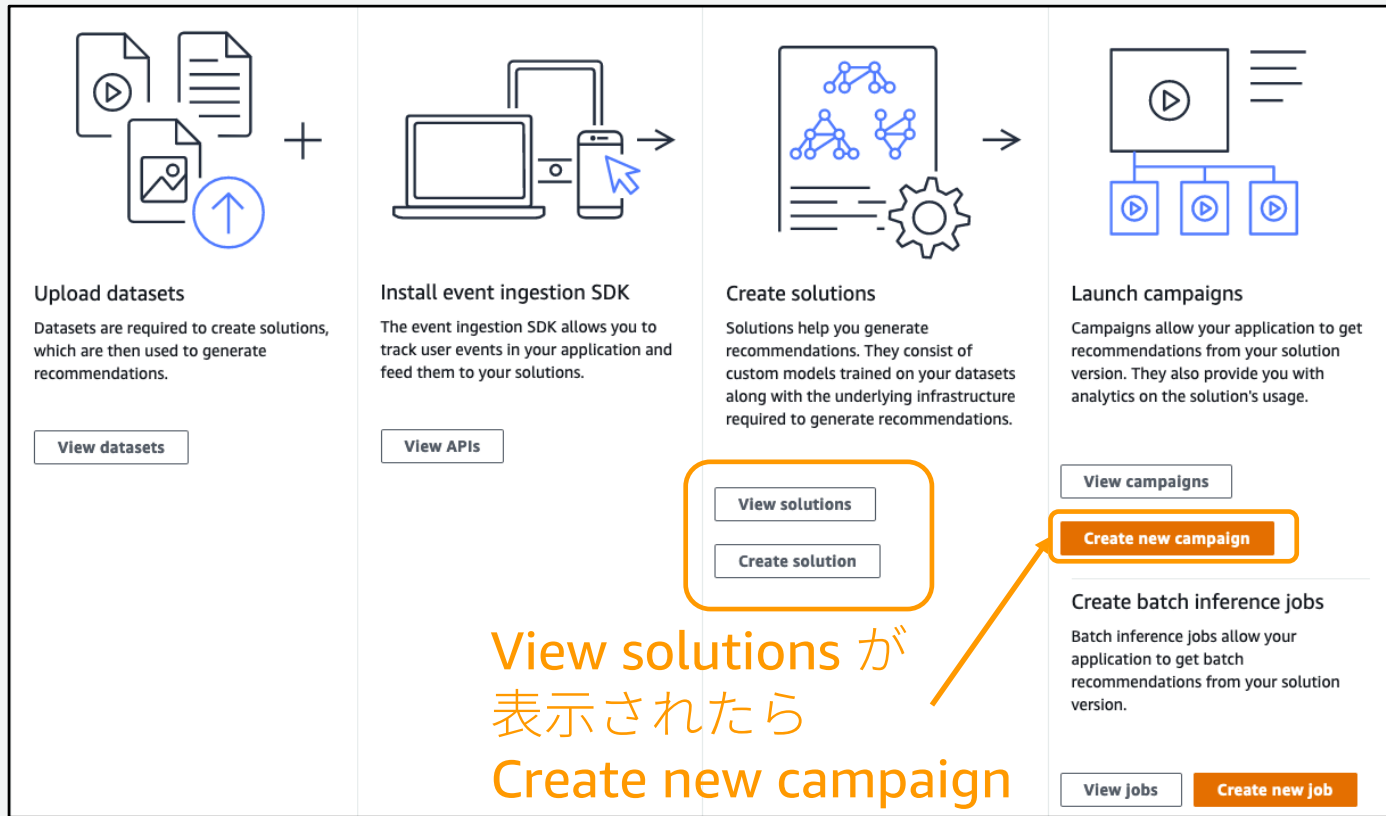 Upload datasets
Datasets are required to create solutions,
which are then used to generate
recommendations.
View datasets
Install event ingestion SDK
The event ingestion SDK allows you to
track user events in your application and
feed them to your solutions.
View APIs
Create solutions
Solutions help you generate
recommendations. They consist of
custom models trained on your datasets
along with the underlying infrastructure
required to generate recommendations.
View solutions
Create solution
Launch campaigns
Campaigns allow your application to get
recommendations from your solution
version. They also provide you with
analytics on the solution's usage.
View campaigns
Create new campaign
Create batch inference jobs
Batch inference jobs allow your
application to get batch
recommendations from your solution
version.
View jobs
Create new job
View solutions が
表示されたら
Create new campaign